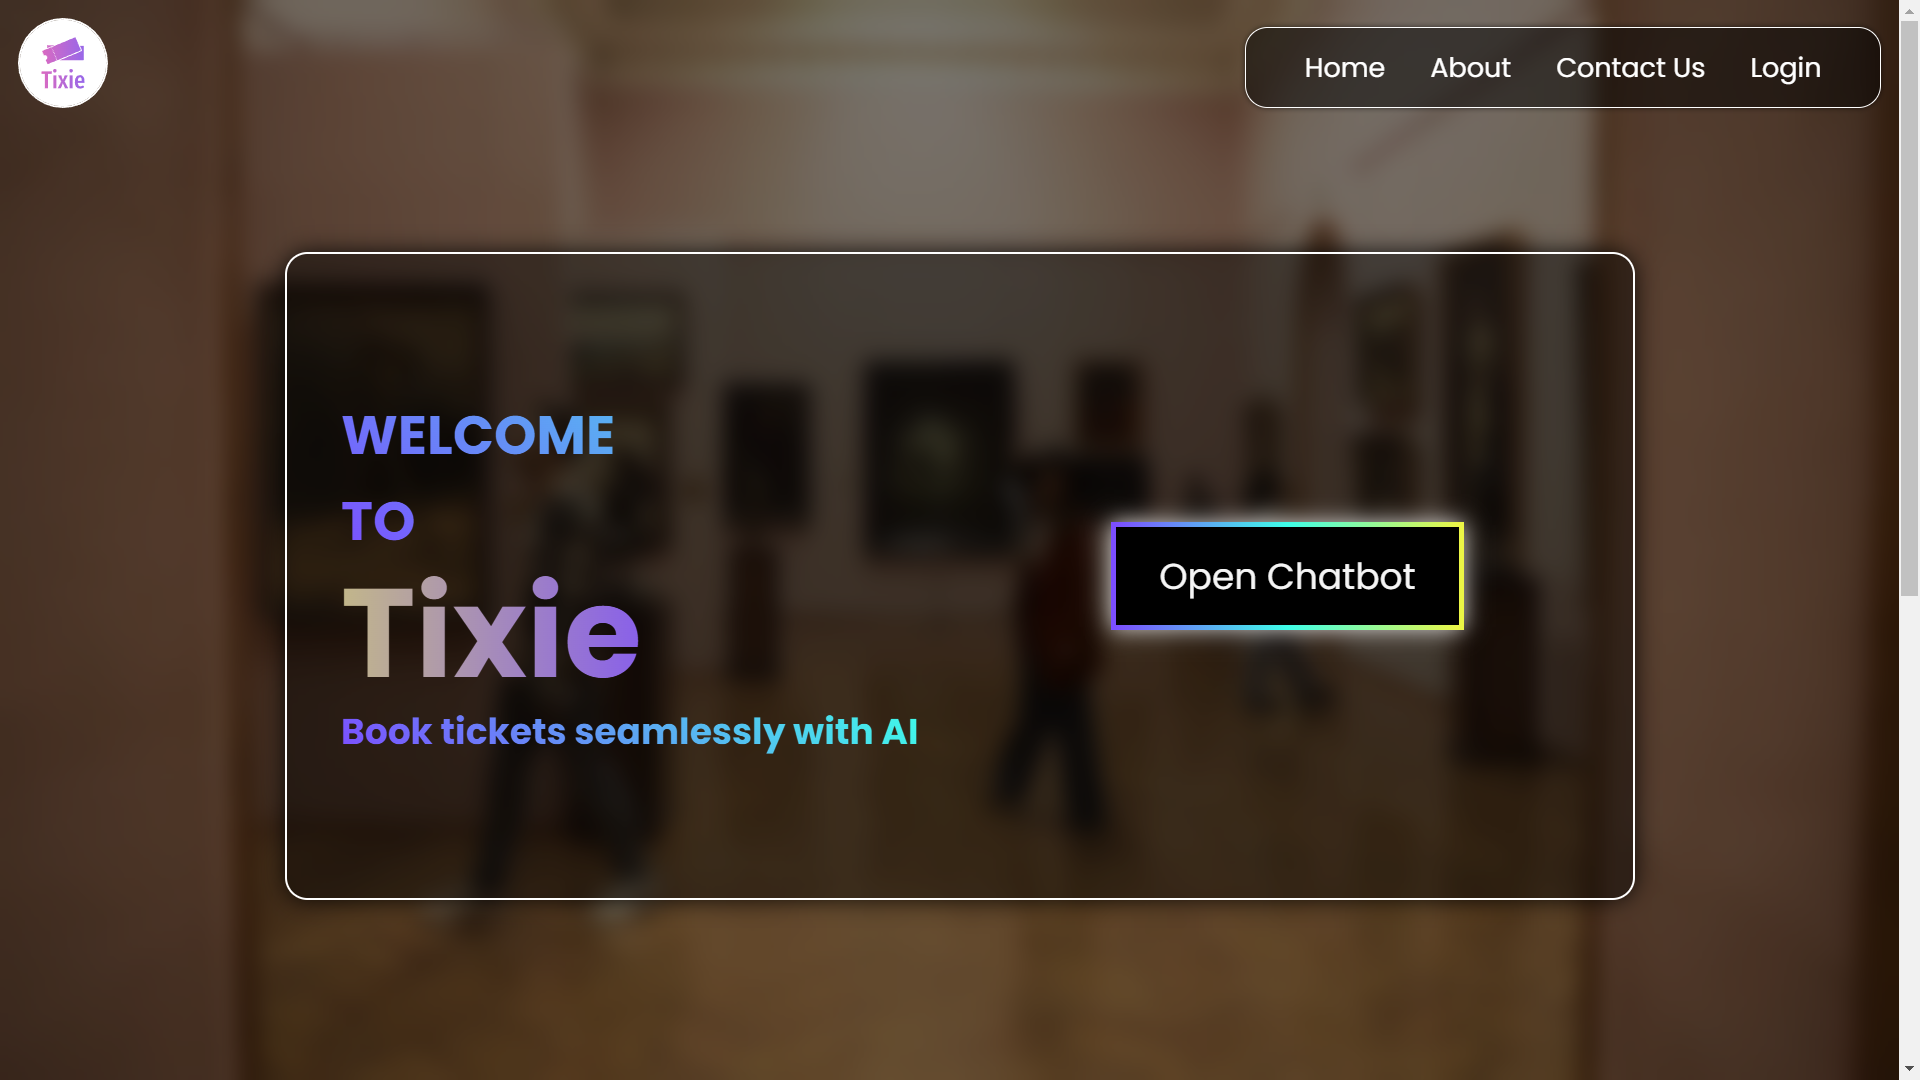 Tixie
Home About Contact Us Login
WELCOME
TO
Tixie
Open Chatbot
Book tickets seamlessly with AI